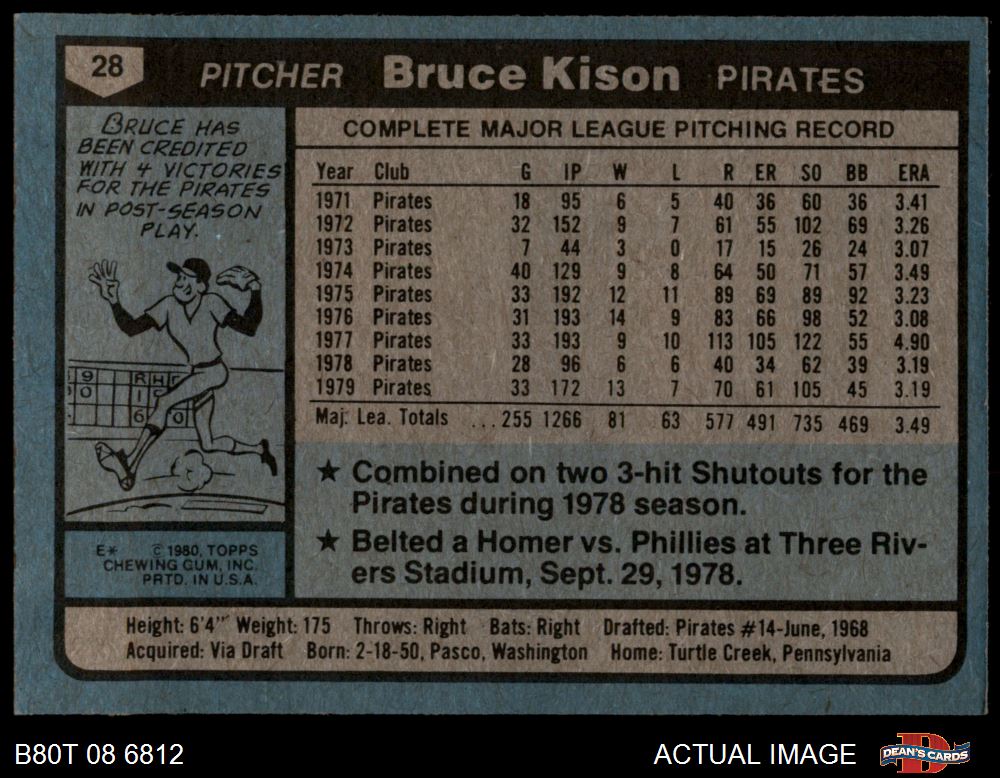 28
PITCHER Bruce Kison PIRATES
BRUCE HAS
BEEN CREDITED
WITH 4 VICTORIES
FOR THE PIRATES
IN POST-SEASON
PLAY.
9 R H
0 1
6 0
E* © 1980, TOPPS
CHEWING GUM, INC.
PRTD. IN U.S.A.
COMPLETE MAJOR LEAGUE PITCHING RECORD
Year Club G IP W L R ER SO BB ERA
1971 Pirates 18 95 6 5 40 36 60 36 3.41
1972 Pirates 32 152 9 7 61 55 102 69 3.26
1973 Pirates 7 44 3 0 17 15 26 24 3.07
1974 Pirates 40 129 9 8 64 50 71 57 3.49
1975 Pirates 33 192 12 11 89 69 89 92 3.23
1976 Pirates 31 193 14 9 83 66 98 52 3.08
1977 Pirates 33 193 9 10 113 105 122 55 4.90
1978 Pirates 28 96 6 6 40 34 62 39 3.19
1979 Pirates 33 172 13 7 70 61 105 45 3.19
Maj. Lea. Totals ...255 1266 81 63 577 491 735 469 3.49
★ Combined on two 3-hit Shutouts for the
Pirates during 1978 season.
★ Belted a Homer vs. Phillies at Three Riv-
ers Stadium, Sept. 29, 1978.
Height: 6'4" Weight: 175 Throws: Right Bats: Right Drafted: Pirates #14-June, 1968
Acquired: Via Draft Born: 2-18-50, Pasco, Washington Home: Turtle Creek, Pennsylvania
B80T 08 6812 ACTUAL IMAGE DEAN'S CARDS